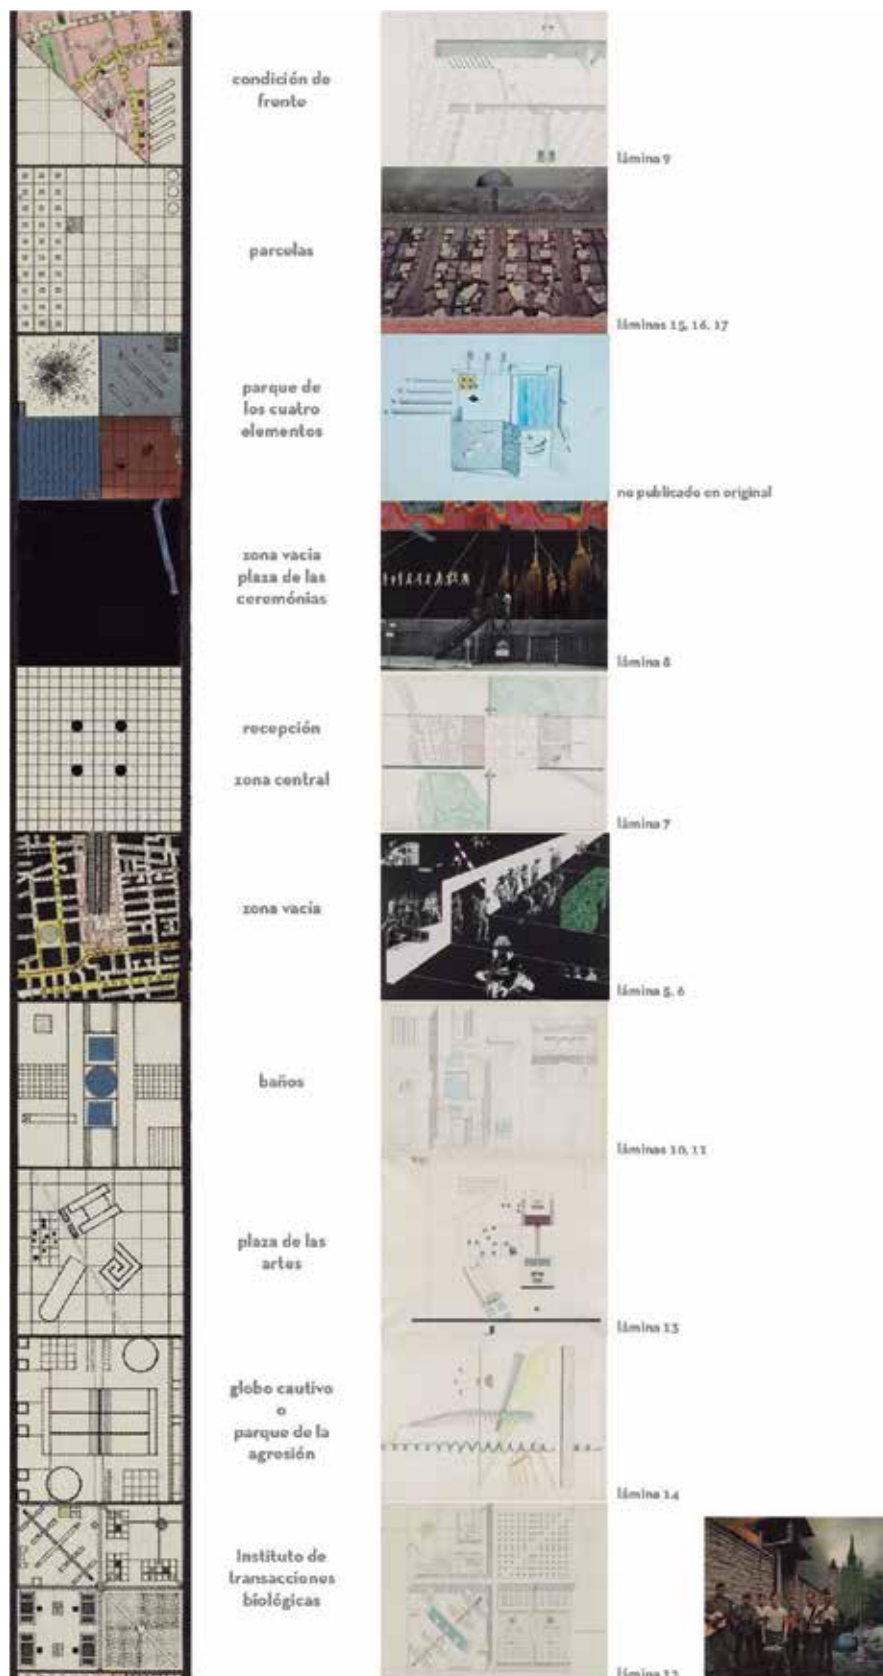 condición de
frente
lámina 9
parcelas
láminas 15, 16, 17
parque de
los cuatro
elementos
no publicado en original
zona vacía
plaza de las
ceremónias
lámina 8
recepción
zona central
lámina 7
zona vacía
lámina 5, 6
baños
láminas 10, 11
plaza de las
artes
lámina 13
globo cautivo
o
parque de la
agresión
lámina 14
Instituto de
transacciones
biológicas
lámina 12